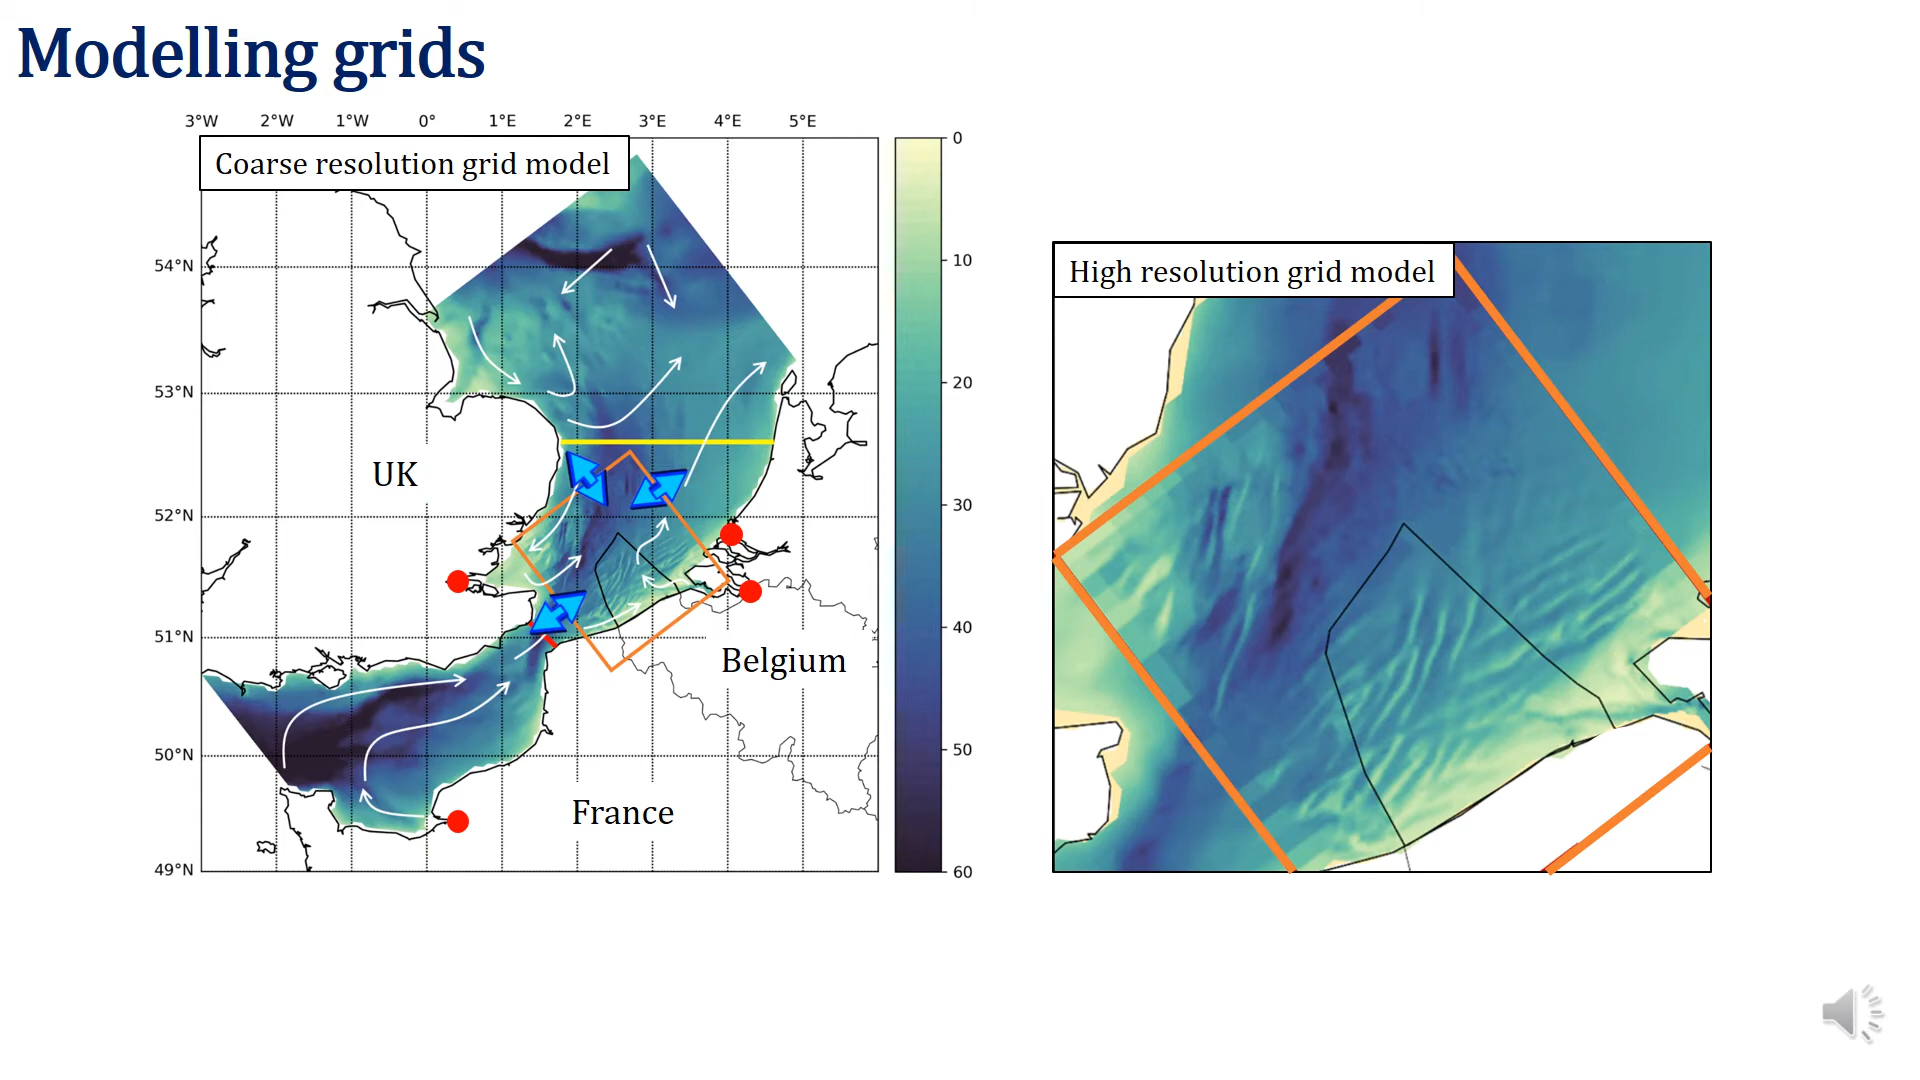 Modelling grids
3°W 2°W 1°W 0° 1°E 2°E 3°E 4°E 5°E
Coarse resolution grid model
54°N
53°N
52°N
51°N
50°N
49°N
UK
Belgium
France
0
10
20
30
40
50
60
High resolution grid model